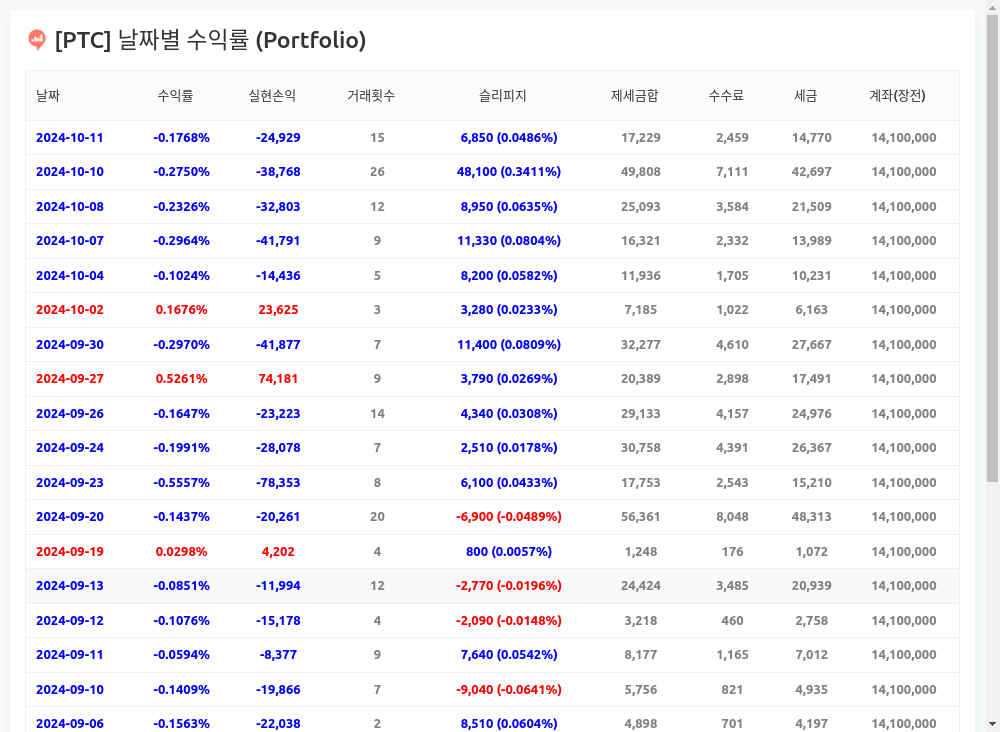 [PTC] 날짜별 수익률 (Portfolio)
날짜 수익률 실현손익 거래횟수 슬리피지 제세금합 수수료 세금 계좌(장전)
2024-10-11 -0.1768% -24,929 15 6,850 (0.0486%) 17,229 2,459 14,770 14,100,000
2024-10-10 -0.2750% -38,768 26 48,100 (0.3411%) 49,808 7,111 42,697 14,100,000
2024-10-08 -0.2326% -32,803 12 8,950 (0.0635%) 25,093 3,584 21,509 14,100,000
2024-10-07 -0.2964% -41,791 9 11,330 (0.0804%) 16,321 2,332 13,989 14,100,000
2024-10-04 -0.1024% -14,436 5 8,200 (0.0582%) 11,936 1,705 10,231 14,100,000
2024-10-02 0.1676% 23,625 3 3,280 (0.0233%) 7,185 1,022 6,163 14,100,000
2024-09-30 -0.2970% -41,877 7 11,400 (0.0809%) 32,277 4,610 27,667 14,100,000
2024-09-27 0.5261% 74,181 9 3,790 (0.0269%) 20,389 2,898 17,491 14,100,000
2024-09-26 -0.1647% -23,223 14 4,340 (0.0308%) 29,133 4,157 24,976 14,100,000
2024-09-24 -0.1991% -28,078 7 2,510 (0.0178%) 30,758 4,391 26,367 14,100,000
2024-09-23 -0.5557% -78,353 8 6,100 (0.0433%) 17,753 2,543 15,210 14,100,000
2024-09-20 -0.1437% -20,261 20 -6,900 (-0.0489%) 56,361 8,048 48,313 14,100,000
2024-09-19 0.0298% 4,202 4 800 (0.0057%) 1,248 176 1,072 14,100,000
2024-09-13 -0.0851% -11,994 12 -2,770 (-0.0196%) 24,424 3,485 20,939 14,100,000
2024-09-12 -0.1076% -15,178 4 -2,090 (-0.0148%) 3,218 460 2,758 14,100,000
2024-09-11 -0.0594% -8,377 9 7,640 (0.0542%) 8,177 1,165 7,012 14,100,000
2024-09-10 -0.1409% -19,866 7 -9,040 (-0.0641%) 5,756 821 4,935 14,100,000
2024-09-06 -0.1563% -22,038 2 8,510 (0.0604%) 4,898 701 4,197 14,100,000